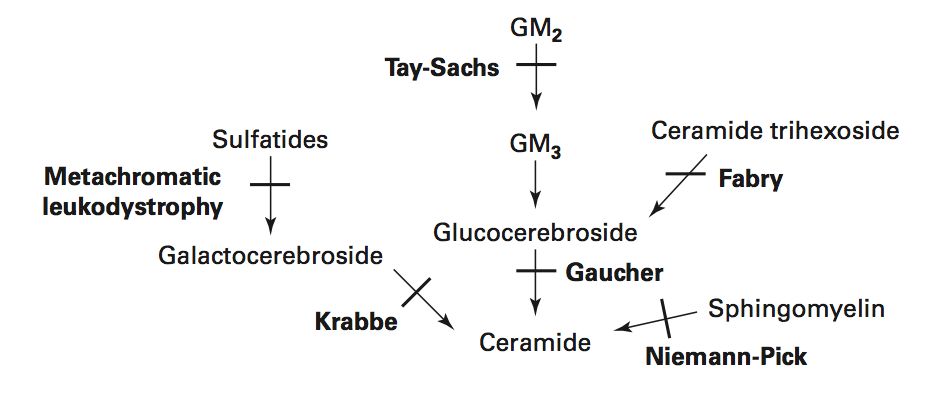 GM₂
Tay-Sachs
Sulfatides
GM₃
Ceramide trihexoside
Metachromatic
leukodystrophy
Fabry
Galactocerebroside
Glucocerebroside
Gaucher
Krabbe
Ceramide
Sphingomyelin
Niemann-Pick